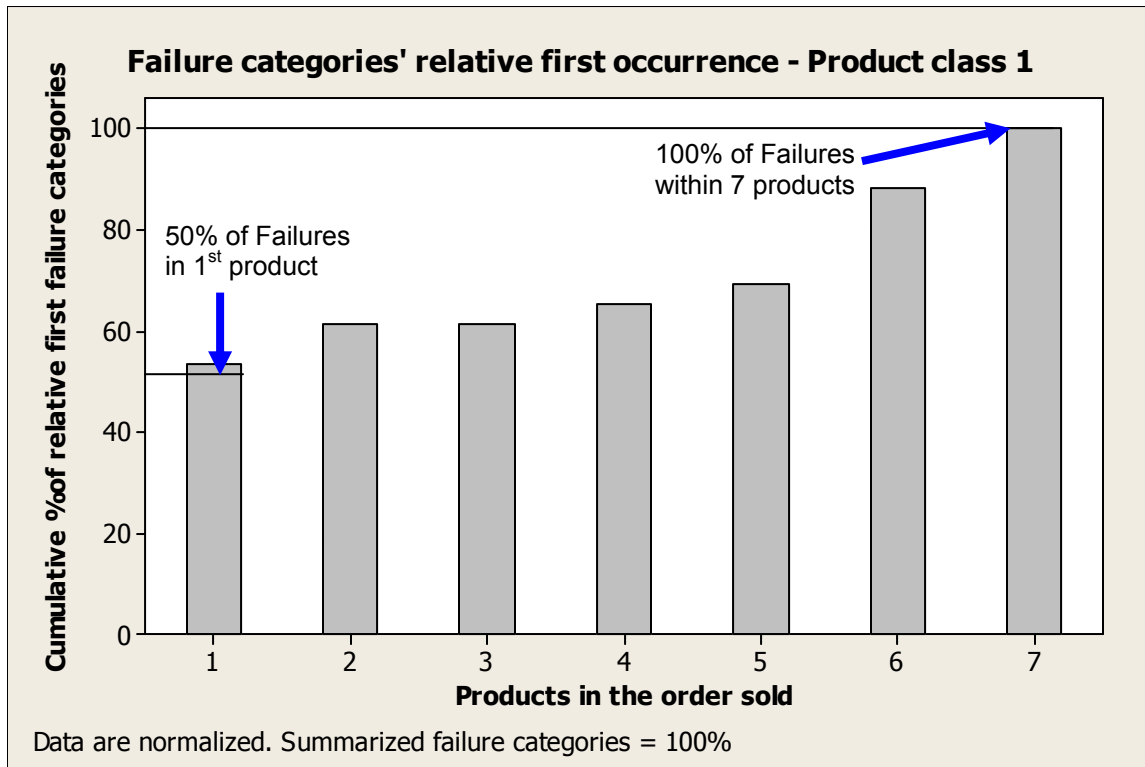 Failure categories' relative first occurrence - Product class 1
Cumulative %of relative first failure categories
100
80
60
40
20
0
50% of Failures
in 1st product
100% of Failures
within 7 products
1 2 3 4 5 6 7
Products in the order sold
Data are normalized. Summarized failure categories = 100%